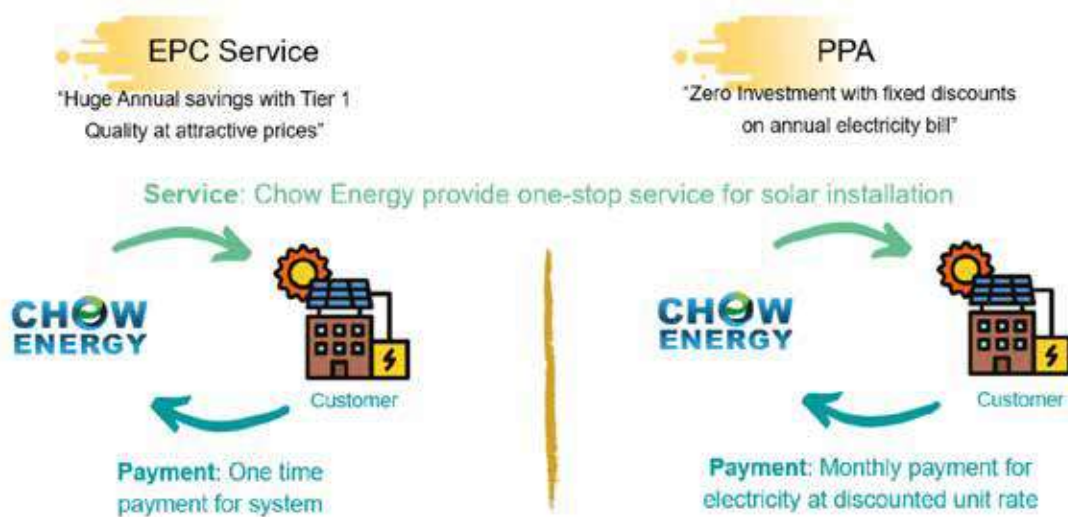 EPC Service
"Huge Annual savings with Tier 1
Quality at attractive prices"
PPA
"Zero Investment with fixed discounts
on annual electricity bill"
Service: Chow Energy provide one-stop service for solar installation
CHOW
ENERGY
Customer
Payment: One time
payment for system
CHOW
ENERGY
Customer
Payment: Monthly payment for
electricity at discounted unit rate